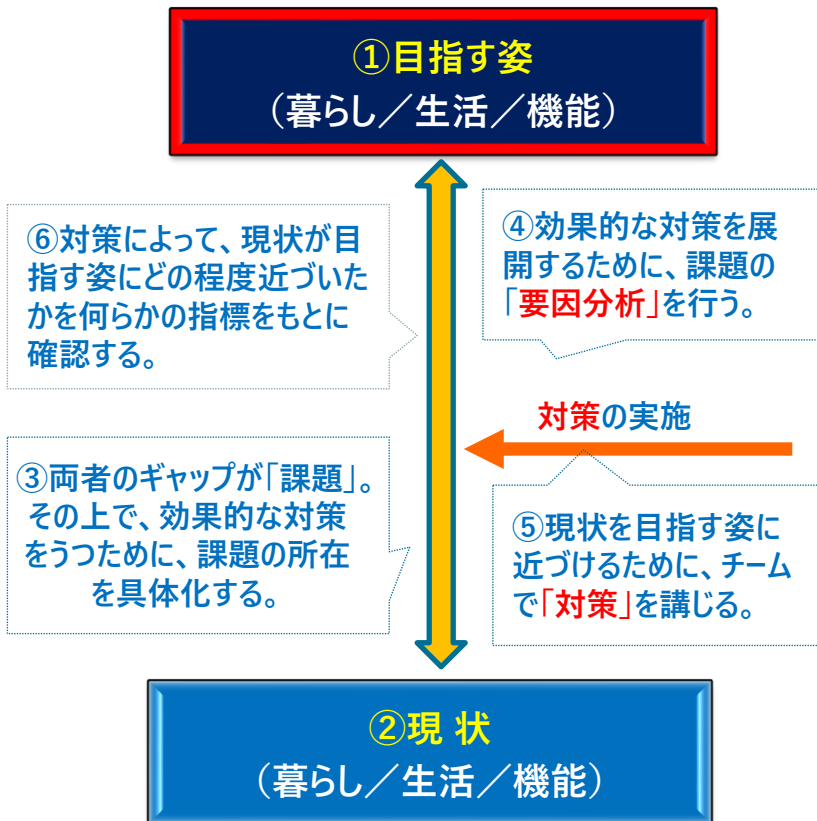 ①目指す姿
（暮らし／生活／機能）
⑥対策によって、現状が目
指す姿にどの程度近づいた
かを何らかの指標をもとに
確認する。
④効果的な対策を展
開するために、課題の
「要因分析」を行う。
対策の実施
③両者のギャップが「課題」。
その上で、効果的な対策
をうつために、課題の所在
を具体化する。
⑤現状を目指す姿に
近づけるために、チーム
で「対策」を講じる。
②現 状
（暮らし／生活／機能）